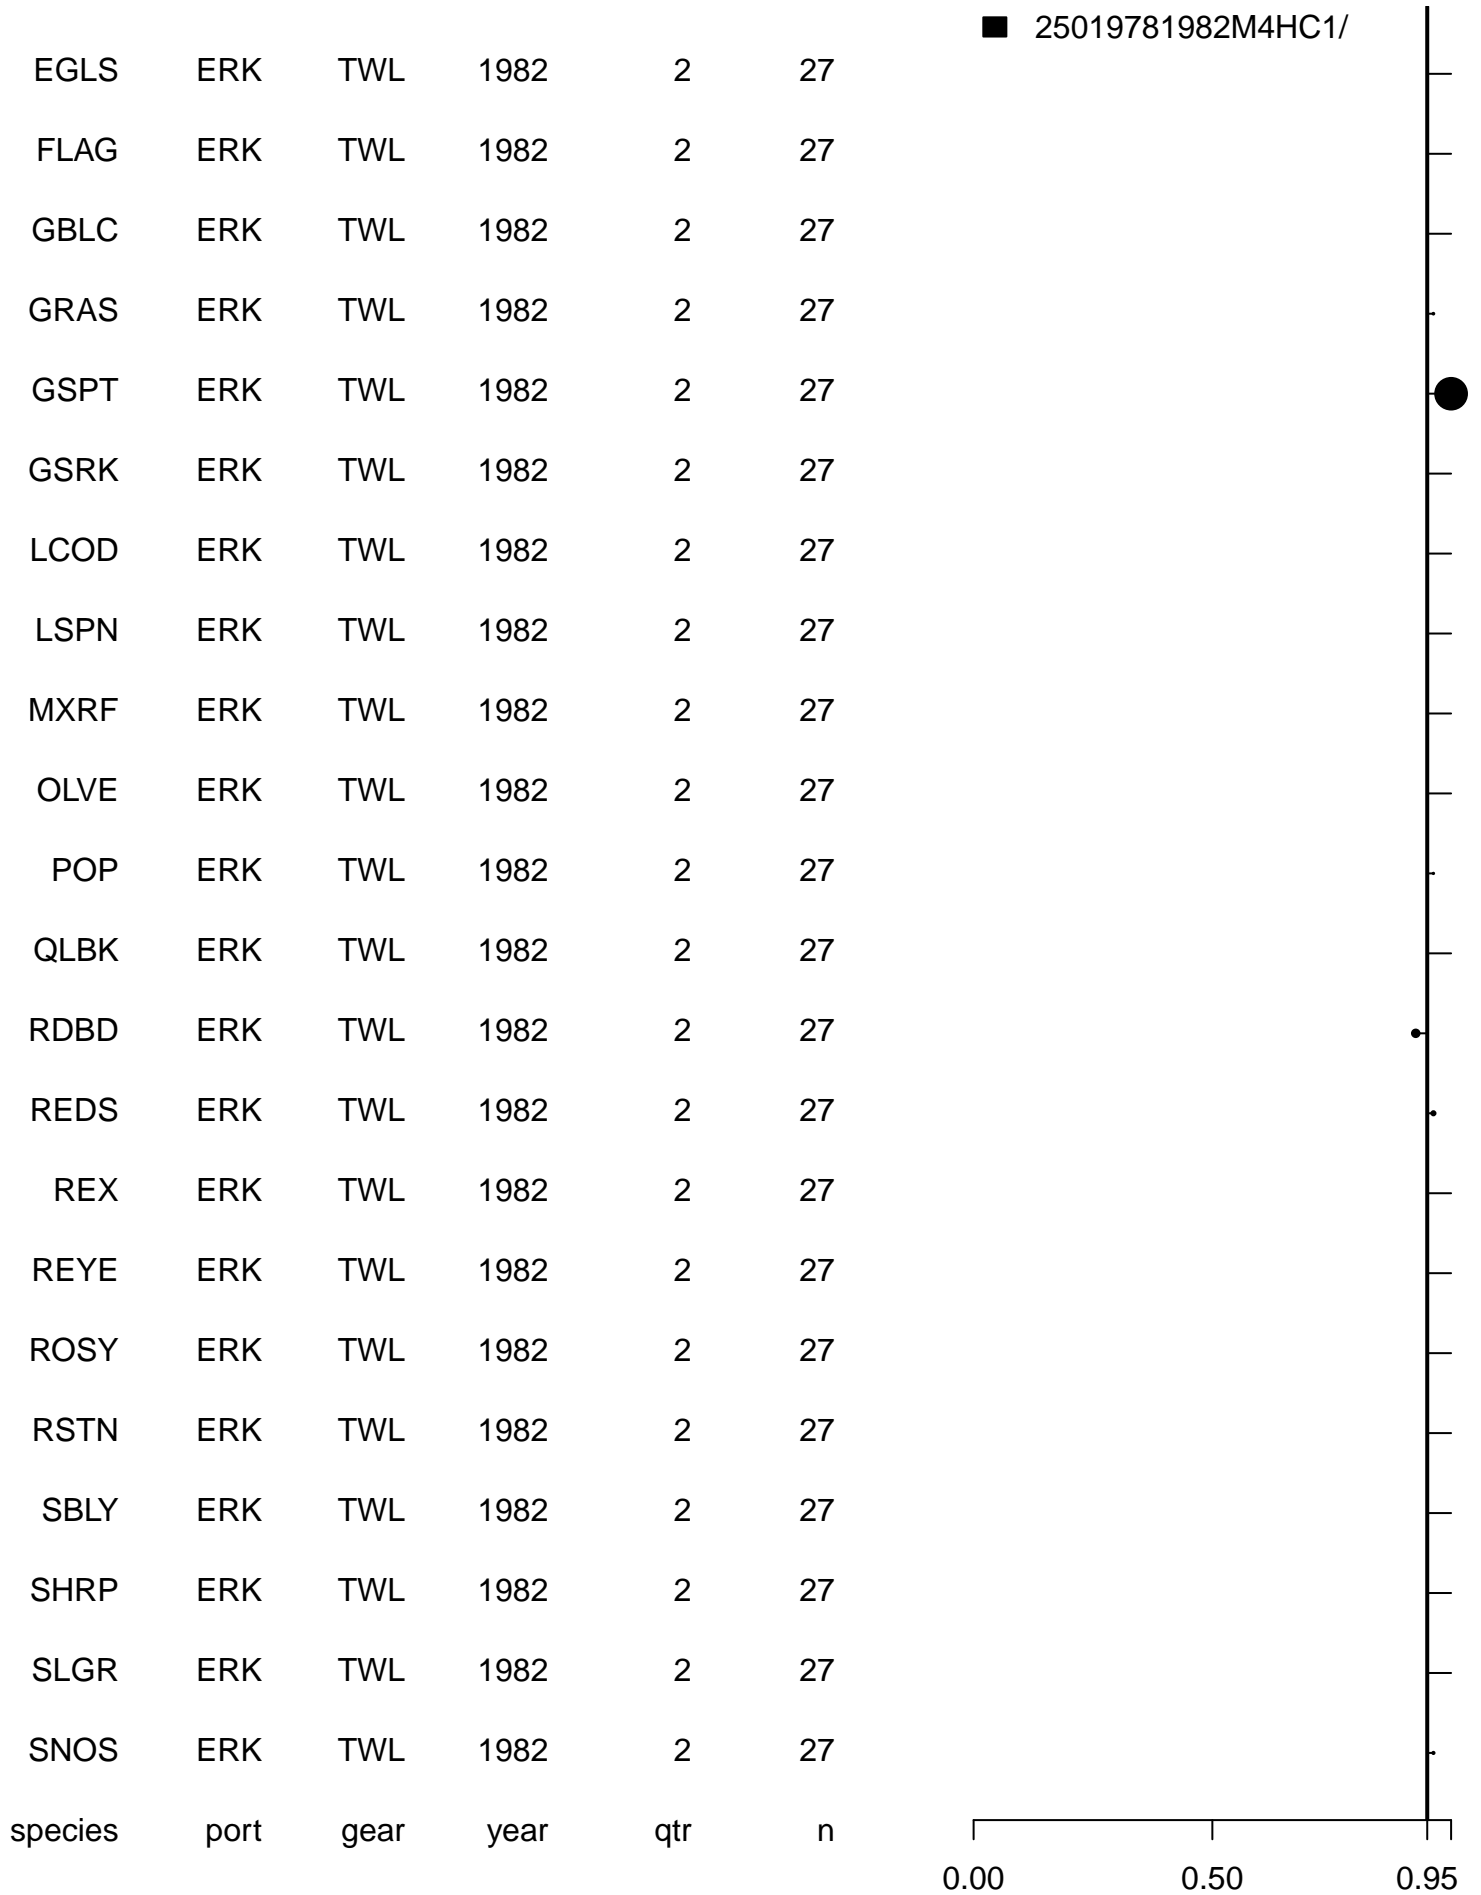 25019781982M4HC1/
EGLS ERK TWL 1982 2 27
FLAG ERK TWL 1982 2 27
GBLC ERK TWL 1982 2 27
GRAS ERK TWL 1982 2 27
GSPT ERK TWL 1982 2 27
GSRK ERK TWL 1982 2 27
LCOD ERK TWL 1982 2 27
LSPN ERK TWL 1982 2 27
MXRF ERK TWL 1982 2 27
OLVE ERK TWL 1982 2 27
POP ERK TWL 1982 2 27
QLBK ERK TWL 1982 2 27
RDBD ERK TWL 1982 2 27
REDS ERK TWL 1982 2 27
REX ERK TWL 1982 2 27
REYE ERK TWL 1982 2 27
ROSY ERK TWL 1982 2 27
RSTN ERK TWL 1982 2 27
SBLY ERK TWL 1982 2 27
SHRP ERK TWL 1982 2 27
SLGR ERK TWL 1982 2 27
SNOS ERK TWL 1982 2 27
species port gear year qtr n
0.00 0.50 0.95